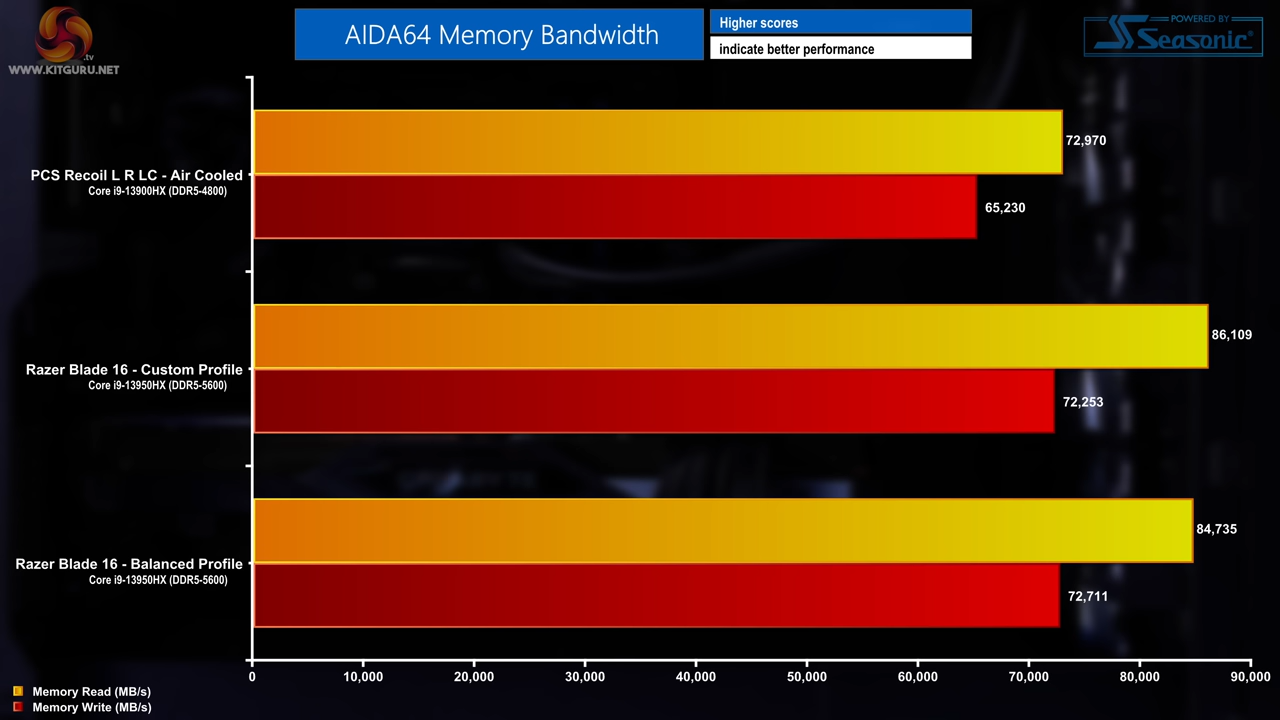 .tv
WWW.KITGURU.NET
AIDA64 Memory Bandwidth
Higher scores
indicate better performance
POWERED BY
Seasonic®
PCS Recoil L R LC - Air Cooled
Core i9-13900HX (DDR5-4800)
72,970
65,230
Razer Blade 16 - Custom Profile
Core i9-13950HX (DDR5-5600)
86,109
72,253
Razer Blade 16 - Balanced Profile
Core i9-13950HX (DDR5-5600)
84,735
72,711
0 10,000 20,000 30,000 40,000 50,000 60,000 70,000 80,000 90,000
Memory Read (MB/s)
Memory Write (MB/s)